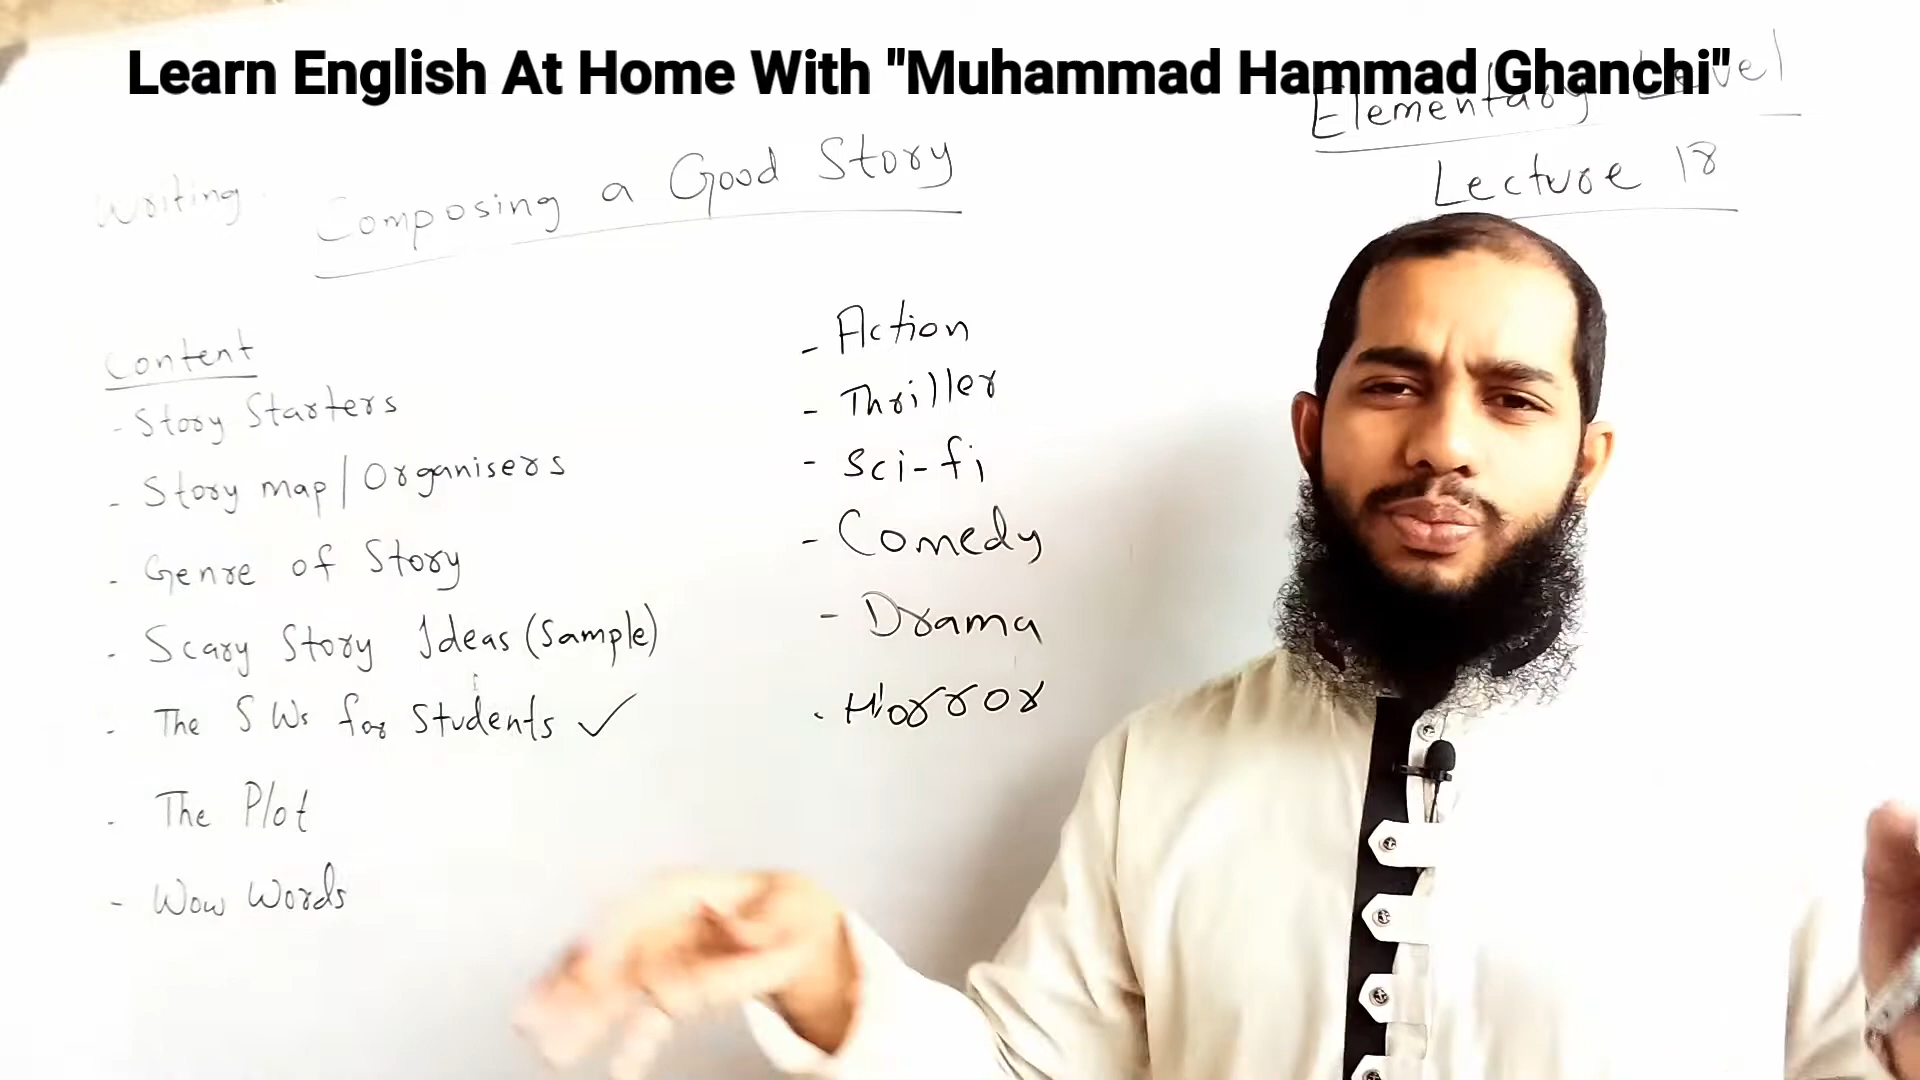 Learn English At Home With "Muhammad Hammad Ghanchi"
Elementary Level
Lecture 18
Writing.
Composing a Good Story
Content
- Story Starters
- Story map / Organisers
- Genre of Story
- Scary Story Ideas (Sample)
- The 5 Ws for Students ✓
- The Plot
- Wow Words
- Action
- Thriller
- Sci-fi
- Comedy
- Drama
- Horror